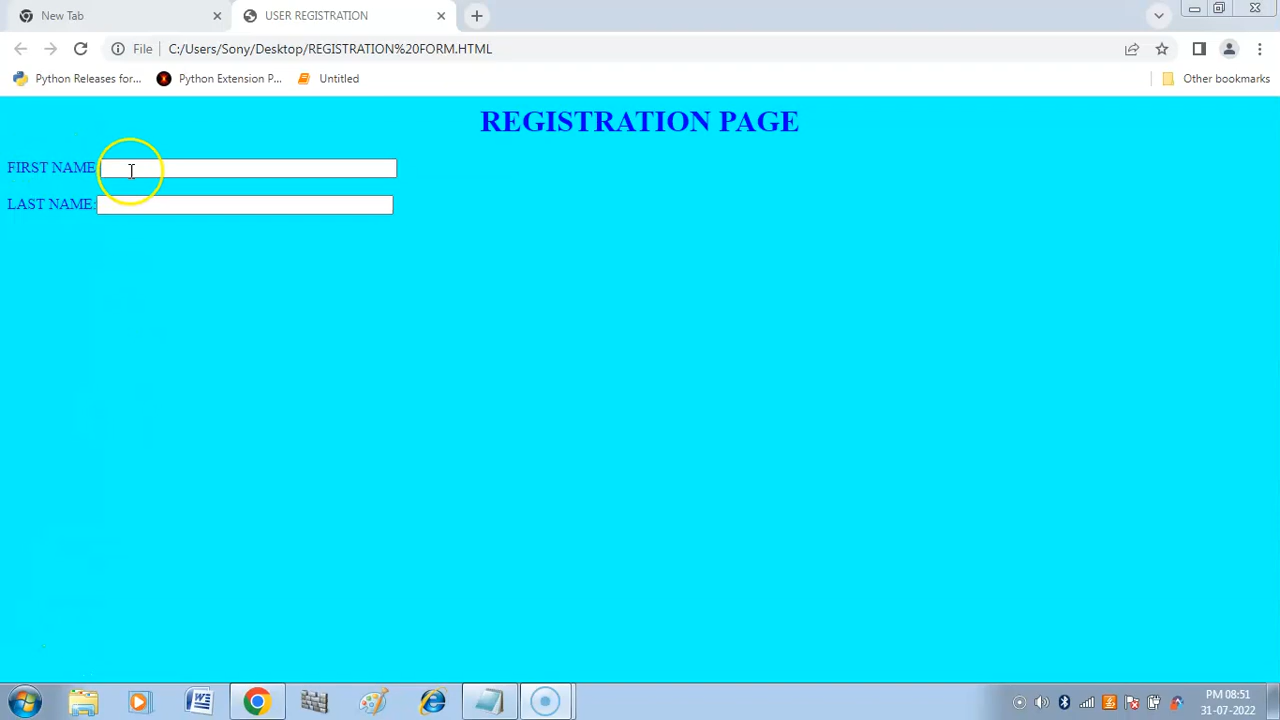 New Tab
USER REGISTRATION
File C:/Users/Sony/Desktop/REGISTRATION%20FORM.HTML
Python Releases for... Python Extension P... Untitled Other bookmarks
REGISTRATION PAGE
FIRST NAME
LAST NAME:
PM 08:51
31-07-2022